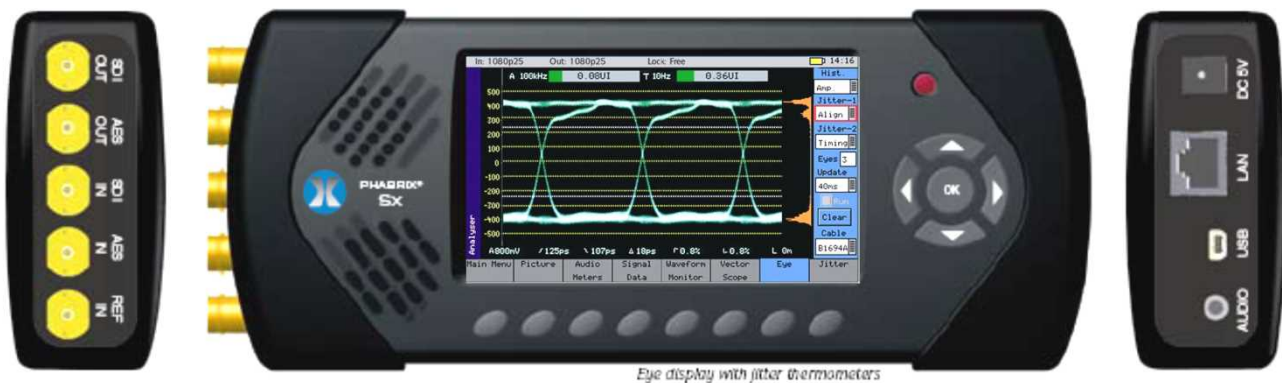 SDI OUT
AES OUT
SDI IN
AES IN
REF IN
PHABRIX®
Sx
In: 1080p25 Out: 1080p25 Lock: Free 14:16
A 100kHz 0.08UI T 10Hz 0.36UI
500
400
300
200
100
0
-100
-200
-300
-400
-500
Analyser
A800mV /125ps \107ps Δ18ps 0.8% 0.8% L 0m
Hist.
Amp.
Jitter-1
Align
Jitter-2
Timing
Eyes 3
Update
40ms
Run
Clear
Cable
B1694A
Main Menu Picture Audio Meters Signal Data Waveform Monitor Vector Scope Eye Jitter
OK
DC 5V
LAN
USB
AUDIO
Eye display with jitter thermometers